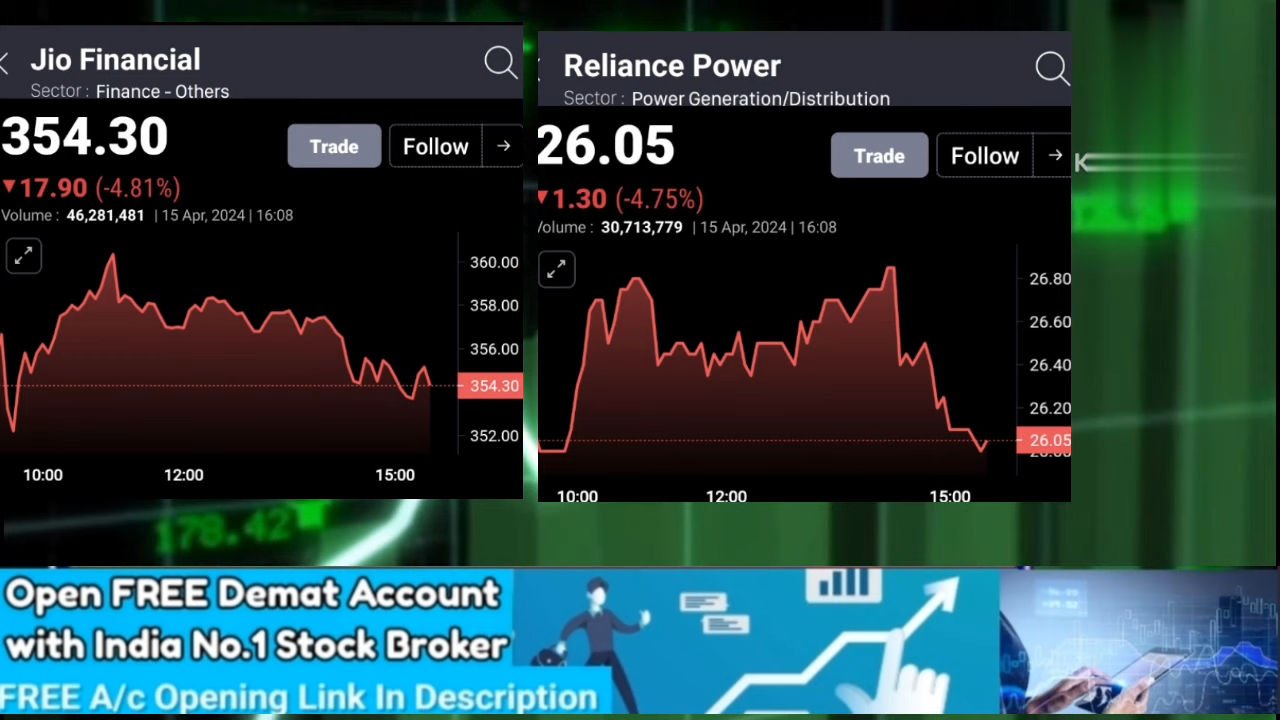 Jio Financial
Sector : Finance - Others
354.30
Trade
Follow
▼17.90 (-4.81%)
Volume : 46,281,481 | 15 Apr, 2024 | 16:08
360.00
358.00
356.00
354.30
352.00
10:00 12:00 15:00
Reliance Power
Sector : Power Generation/Distribution
26.05
Trade
Follow
▼1.30 (-4.75%)
Volume : 30,713,779 | 15 Apr, 2024 | 16:08
26.80
26.60
26.40
26.20
26.05
10:00 12:00 15:00
K
178.42
Open FREE Demat Account
with India No.1 Stock Broker
FREE A/c Opening Link In Description